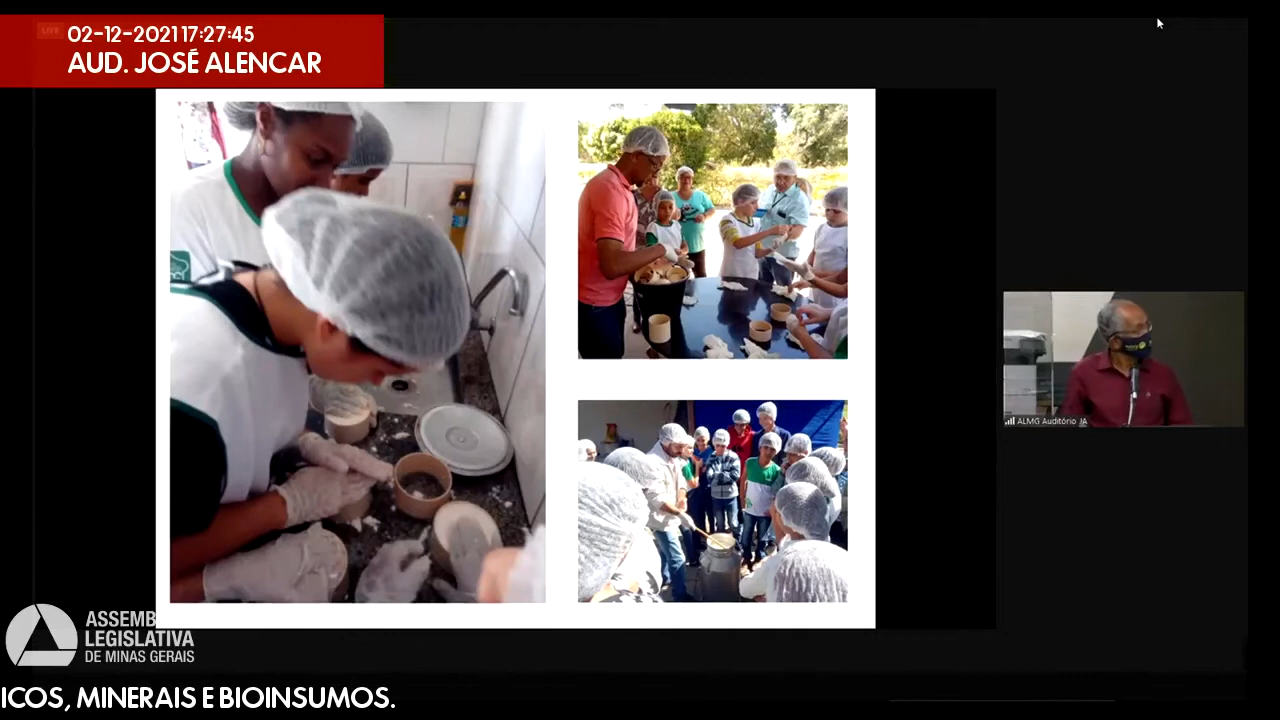 LIVE
02-12-2021 17:27:45
AUD. JOSÉ ALENCAR
ALMG Auditório JA
ASSEMB
LEGISLATIVA
DE MINAS GERAIS
ICOS, MINERAIS E BIOINSUMOS.